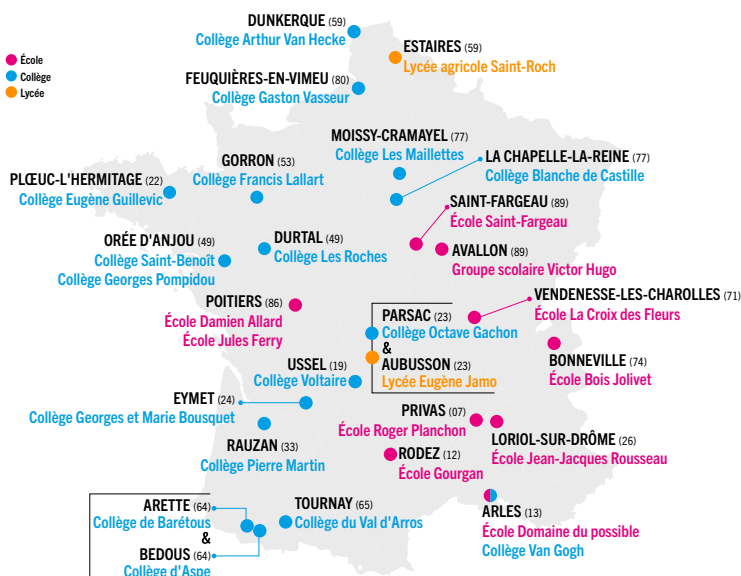 École
Collège
Lycée
DUNKERQUE (59)
Collège Arthur Van Hecke
ESTAIRES (59)
Lycée agricole Saint-Roch
FEUQUIÈRES-EN-VIMEU (80)
Collège Gaston Vasseur
MOISSY-CRAMAYEL (77)
Collège Les Maillettes
LA CHAPELLE-LA-REINE (77)
Collège Blanche de Castille
GORRON (53)
Collège Francis Lallart
PLŒUC-L'HERMITAGE (22)
Collège Eugène Guillevic
SAINT-FARGEAU (89)
École Saint-Fargeau
ORÉE D'ANJOU (49)
Collège Saint-Benoît
Collège Georges Pompidou
DURTAL (49)
Collège Les Roches
AVALLON (89)
Groupe scolaire Victor Hugo
POITIERS (86)
École Damien Allard
École Jules Ferry
VENDENESSE-LES-CHAROLLES (71)
École La Croix des Fleurs
PARSAC (23)
Collège Octave Gachon
&
AUBUSSON (23)
Lycée Eugène Jamo
BONNEVILLE (74)
École Bois Jolivet
USSEL (19)
Collège Voltaire
EYMET (24)
Collège Georges et Marie Bousquet
PRIVAS (07)
École Roger Planchon
RAUZAN (33)
Collège Pierre Martin
LORIOL-SUR-DRÔME (26)
École Jean-Jacques Rousseau
RODEZ (12)
École Gourgan
ARETTE (64)
Collège de Barétous
&
BEDOUS (64)
Collège d'Aspe
TOURNAY (65)
Collège du Val d'Arros
ARLES (13)
École Domaine du possible
Collège Van Gogh